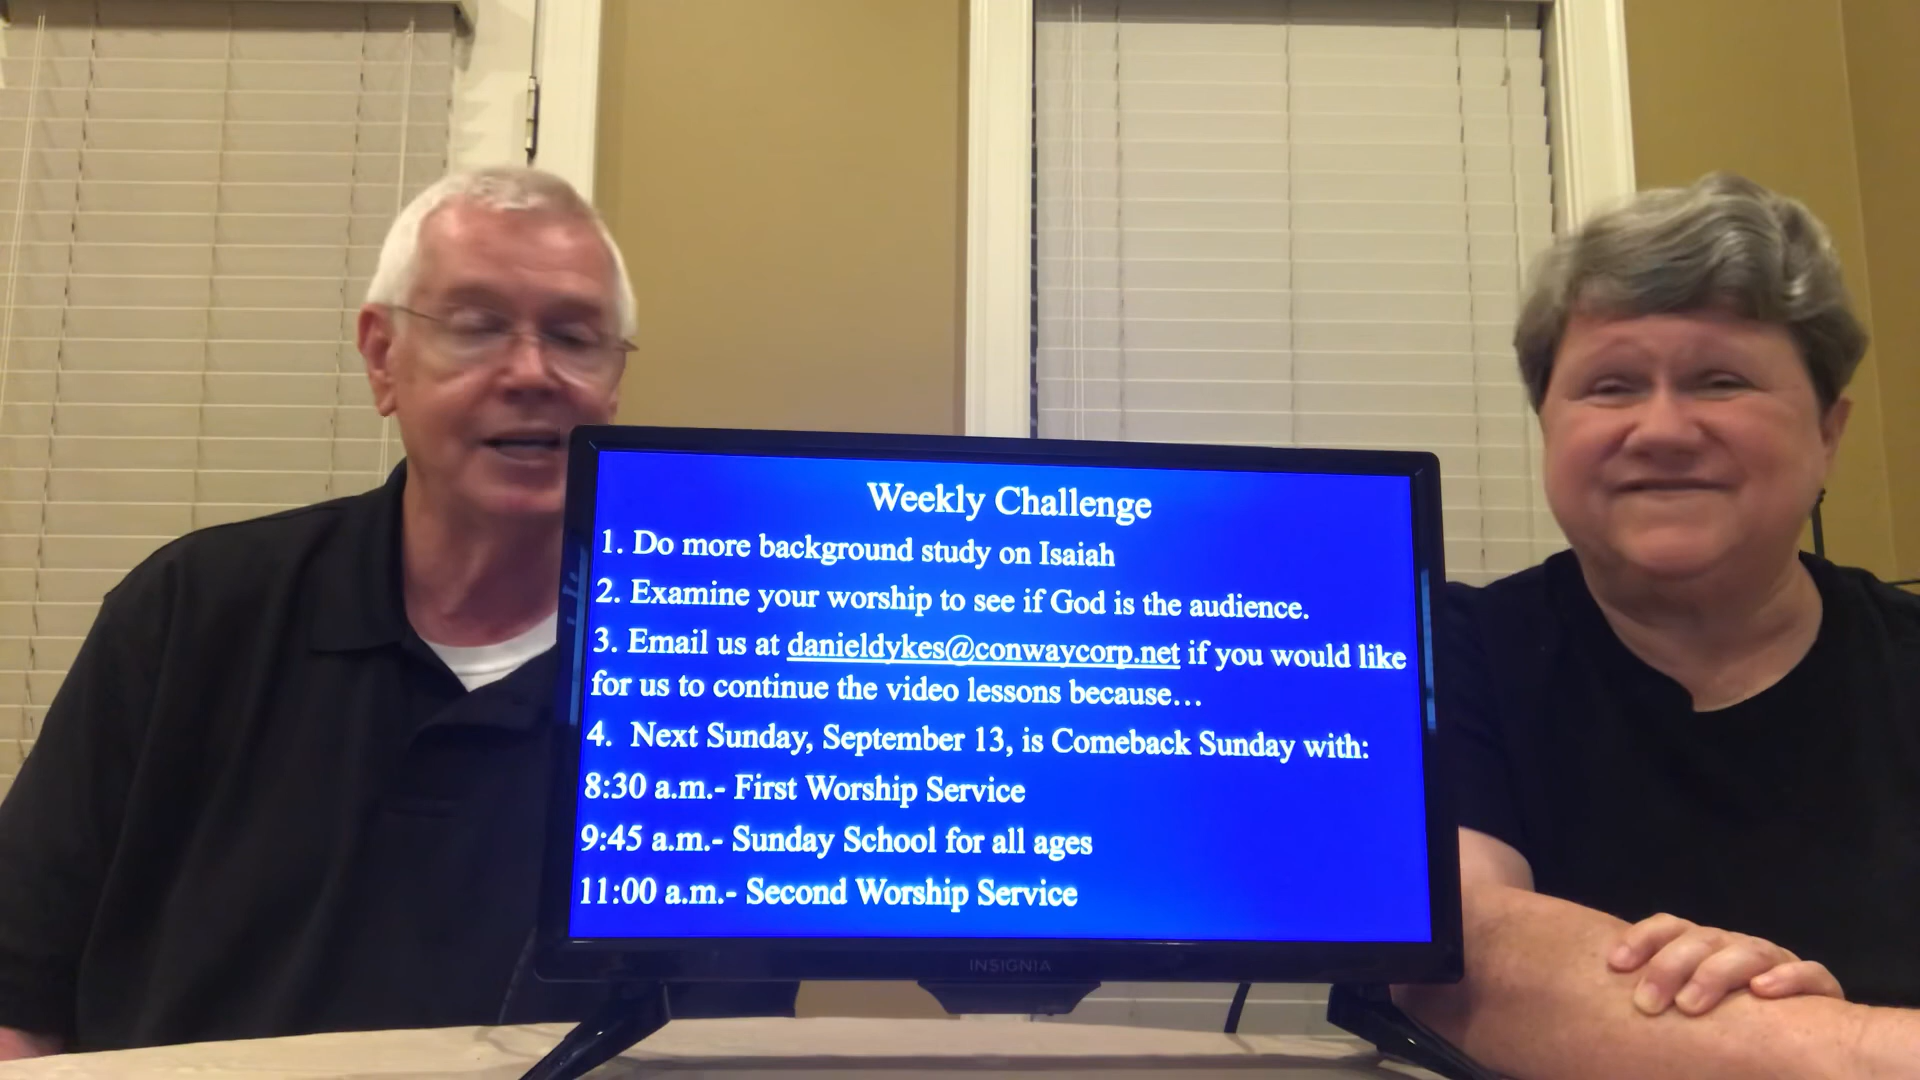 Weekly Challenge
1. Do more background study on Isaiah
2. Examine your worship to see if God is the audience.
3. Email us at danieldykes@conwaycorp.net if you would like
for us to continue the video lessons because…
4. Next Sunday, September 13, is Comeback Sunday with:
8:30 a.m.- First Worship Service
9:45 a.m.- Sunday School for all ages
11:00 a.m.- Second Worship Service
INSIGNIA